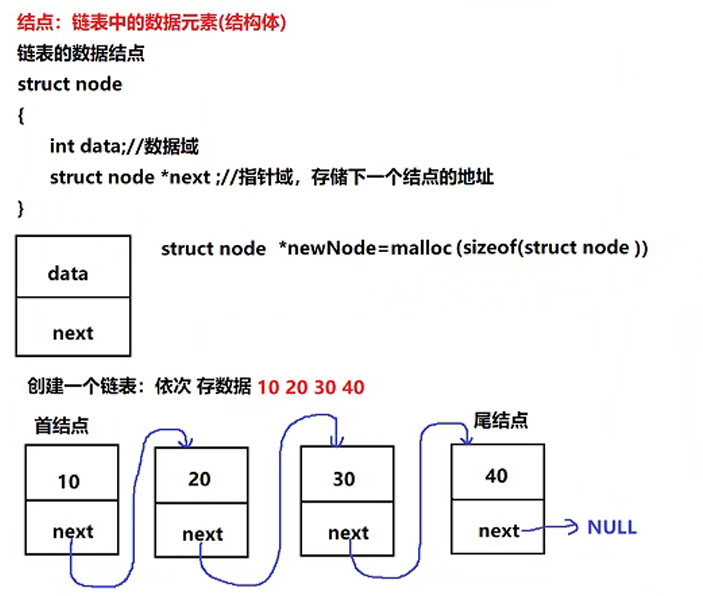 结点：链表中的数据元素(结构体)
链表的数据结点
struct node
{
int data;//数据域
struct node *next ;//指针域，存储下一个结点的地址
}
struct node *newNode=malloc(sizeof(struct node ))
data
next
创建一个链表：依次 存数据 10 20 30 40
首结点 尾结点
10 20 30 40
next next next next NULL